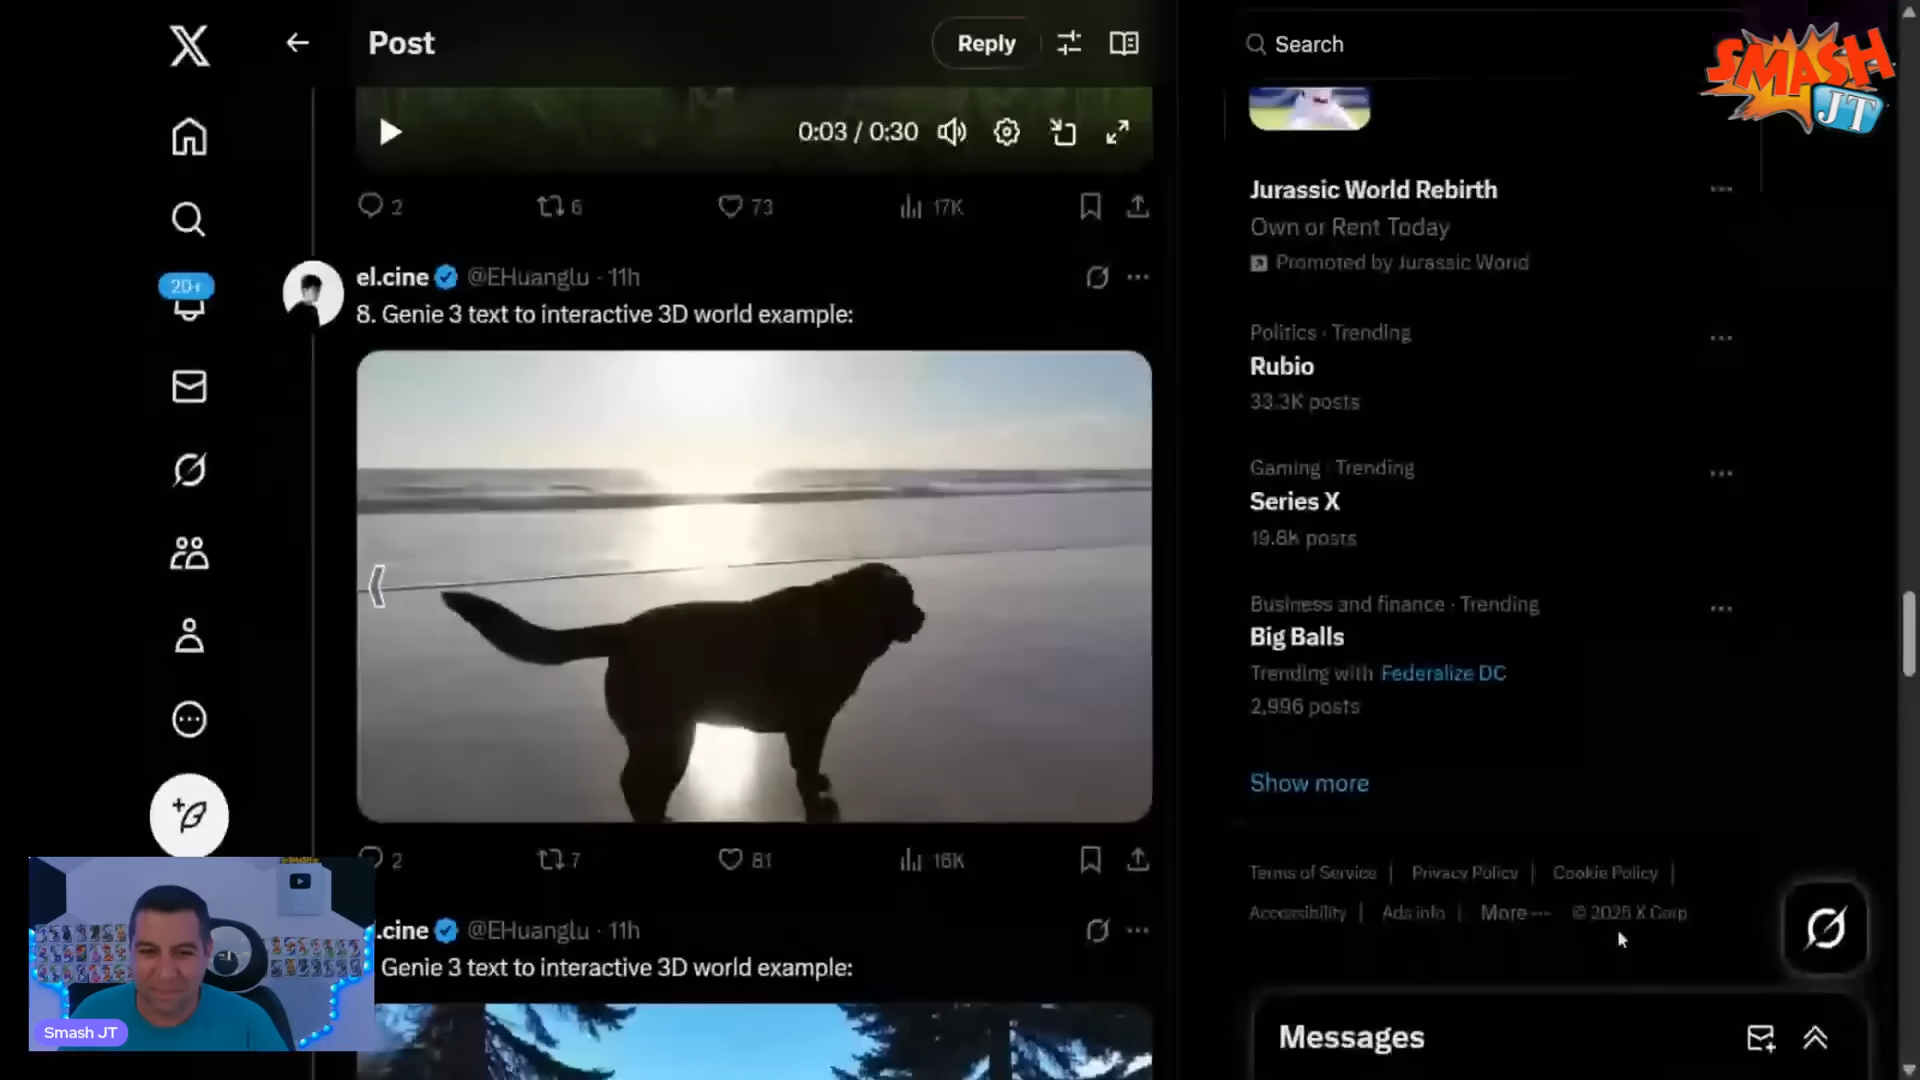 Post
Reply
Search
SMASH
JT
0:03 / 0:30
2
6
73
17K
el.cine @EHuanglu · 11h
8. Genie 3 text to interactive 3D world example:
2
7
81
16K
.cine @EHuanglu · 11h
Genie 3 text to interactive 3D world example:
20+
Jurassic World Rebirth
Own or Rent Today
Promoted by Jurassic World
Politics · Trending
Rubio
33.3K posts
Gaming · Trending
Series X
19.8K posts
Business and finance · Trending
Big Balls
Trending with Federalize DC
2,996 posts
Show more
Terms of Service | Privacy Policy | Cookie Policy |
Accessibility | Ads info | More ··· © 2025 X Corp
Messages
Smash JT